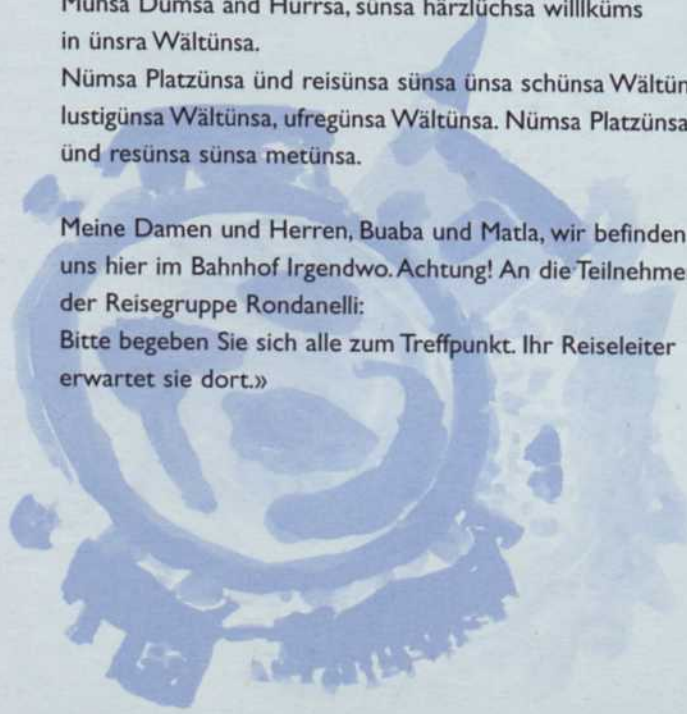 Münsa Dümsa and Hürrsa, sünsa härzlüchsa willlküms
in ünsra Wältünsa.
Nümsa Platzünsa ünd reisünsa sünsa ünsa schünsa Wältün
lustigünsa Wältünsa, ufregünsa Wältünsa. Nümsa Platzünsa
ünd resünsa sünsa metünsa.
Meine Damen und Herren, Buaba und Matla, wir befinden
uns hier im Bahnhof Irgendwo. Achtung! An die Teilnehme
der Reisegruppe Rondanelli:
Bitte begeben Sie sich alle zum Treffpunkt. Ihr Reiseleiter
erwartet sie dort.»